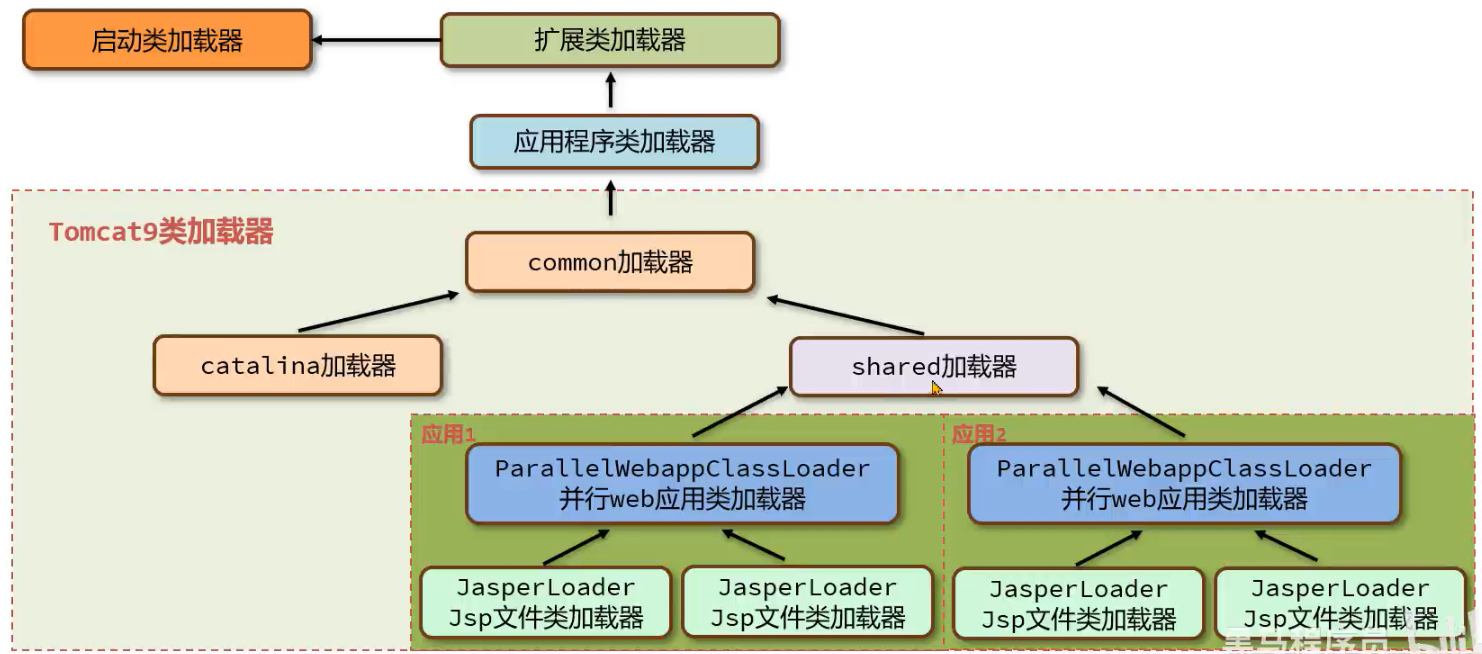 启动类加载器
扩展类加载器
应用程序类加载器
Tomcat9类加载器
common加载器
catalina加载器
shared加载器
应用1
ParallelWebappClassLoader
并行web应用类加载器
JasperLoader
Jsp文件类加载器
JasperLoader
Jsp文件类加载器
应用2
ParallelWebappClassLoader
并行web应用类加载器
JasperLoader
Jsp文件类加载器
JasperLoader
Jsp文件类加载器
黑马程序员